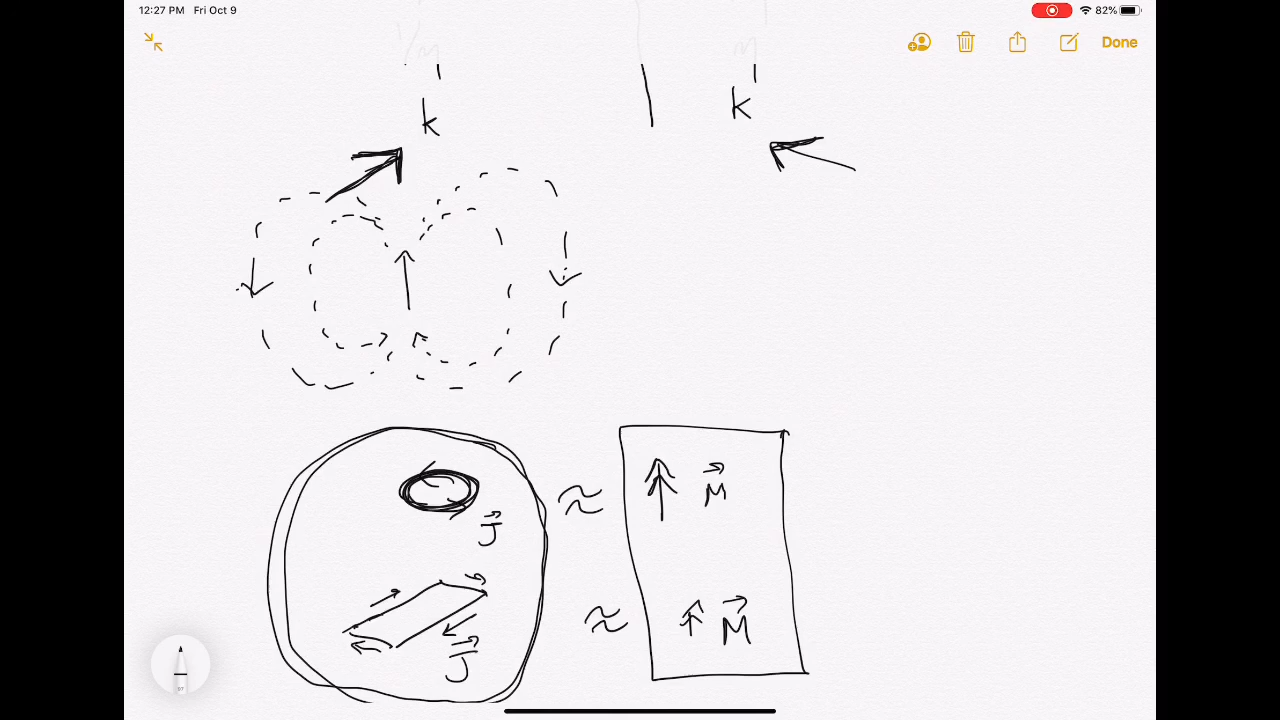 12:27 PM Fri Oct 9
82%
Done
k
k
≈
M⃗
J⃗
≈
M⃗
J⃗